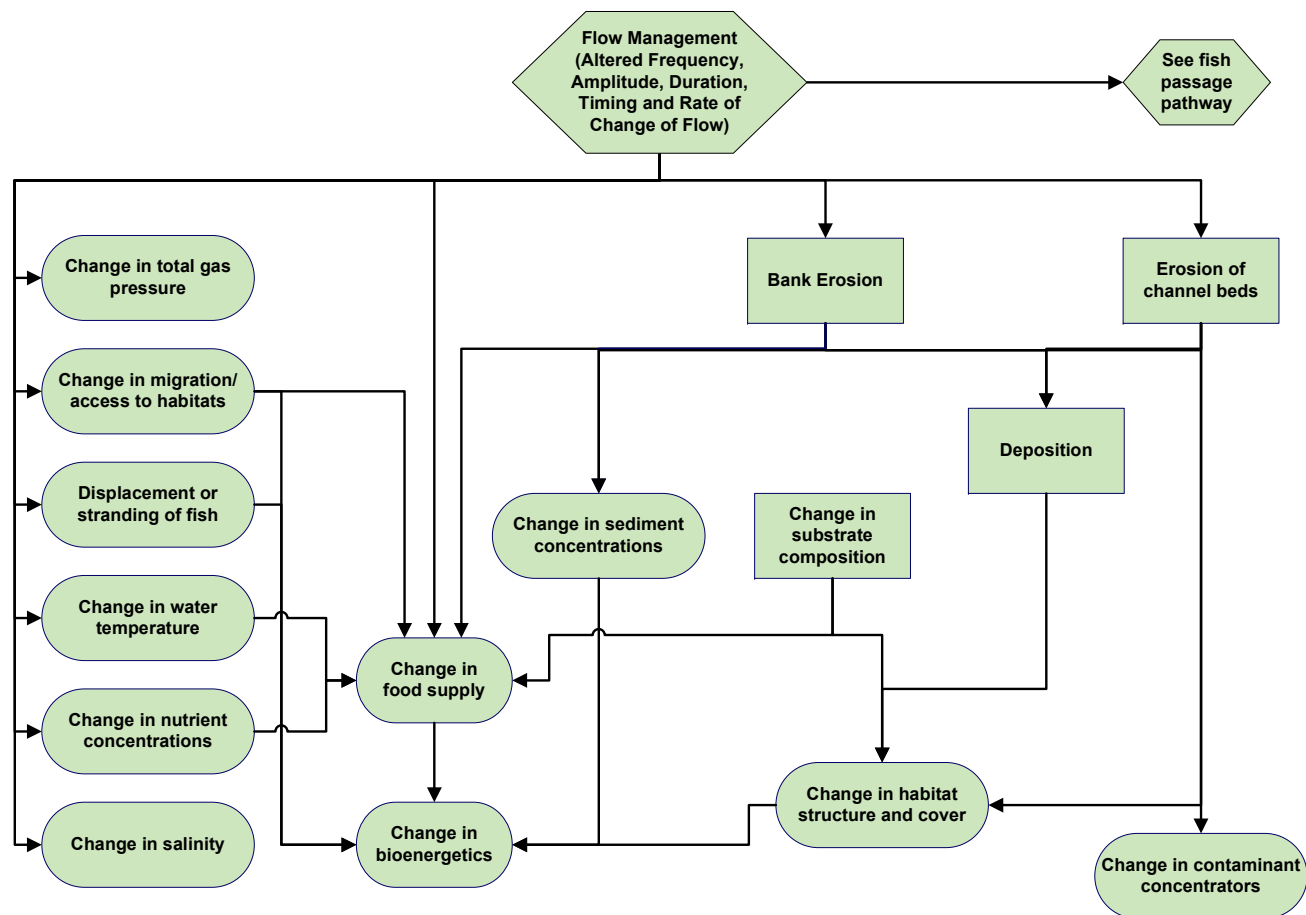 Flow Management
(Altered Frequency,
Amplitude, Duration,
Timing and Rate of
Change of Flow)
See fish
passage
pathway
Change in total gas
pressure
Bank Erosion
Erosion of
channel beds
Change in migration/
access to habitats
Deposition
Displacement or
stranding of fish
Change in sediment
concentrations
Change in
substrate
composition
Change in water
temperature
Change in
food supply
Change in nutrient
concentrations
Change in habitat
structure and cover
Change in salinity
Change in
bioenergetics
Change in contaminant
concentrators